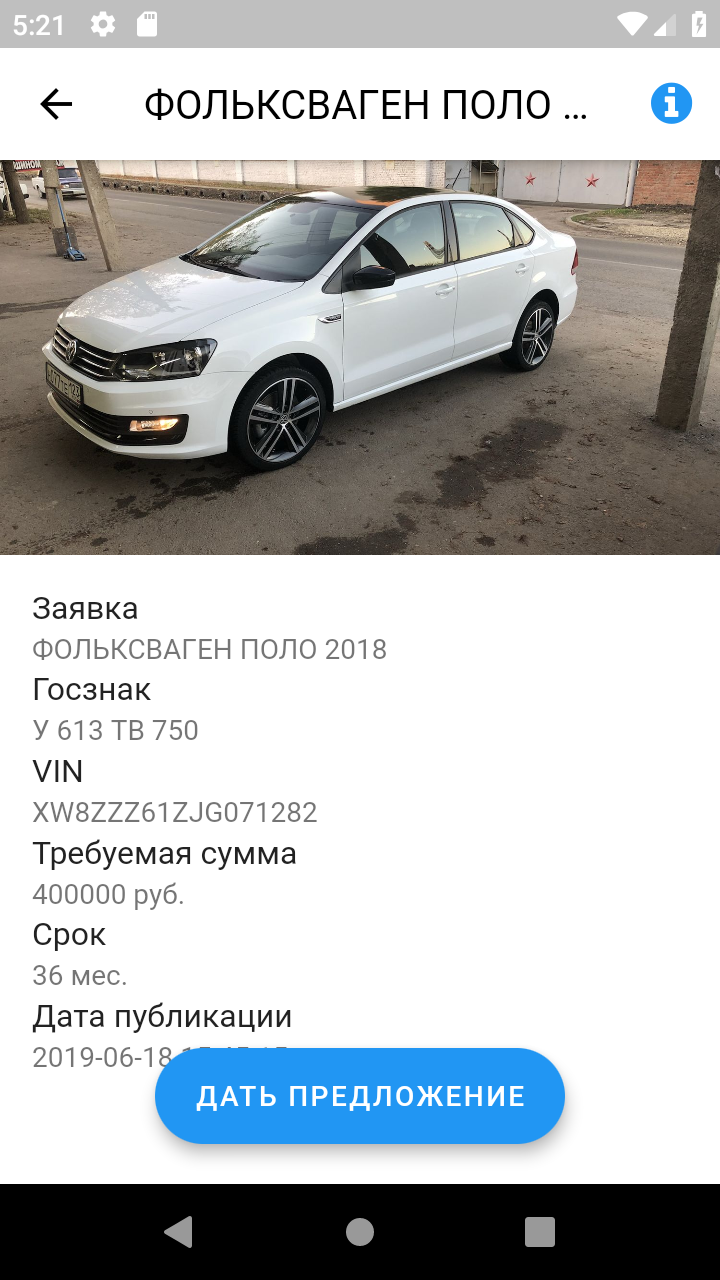 5:21
ФОЛЬКСВАГЕН ПОЛО ...
Заявка
ФОЛЬКСВАГЕН ПОЛО 2018
Госзнак
У 613 ТВ 750
VIN
XW8ZZZ61ZJG071282
Требуемая сумма
400000 руб.
Срок
36 мес.
Дата публикации
2019-06-18
ДАТЬ ПРЕДЛОЖЕНИЕ